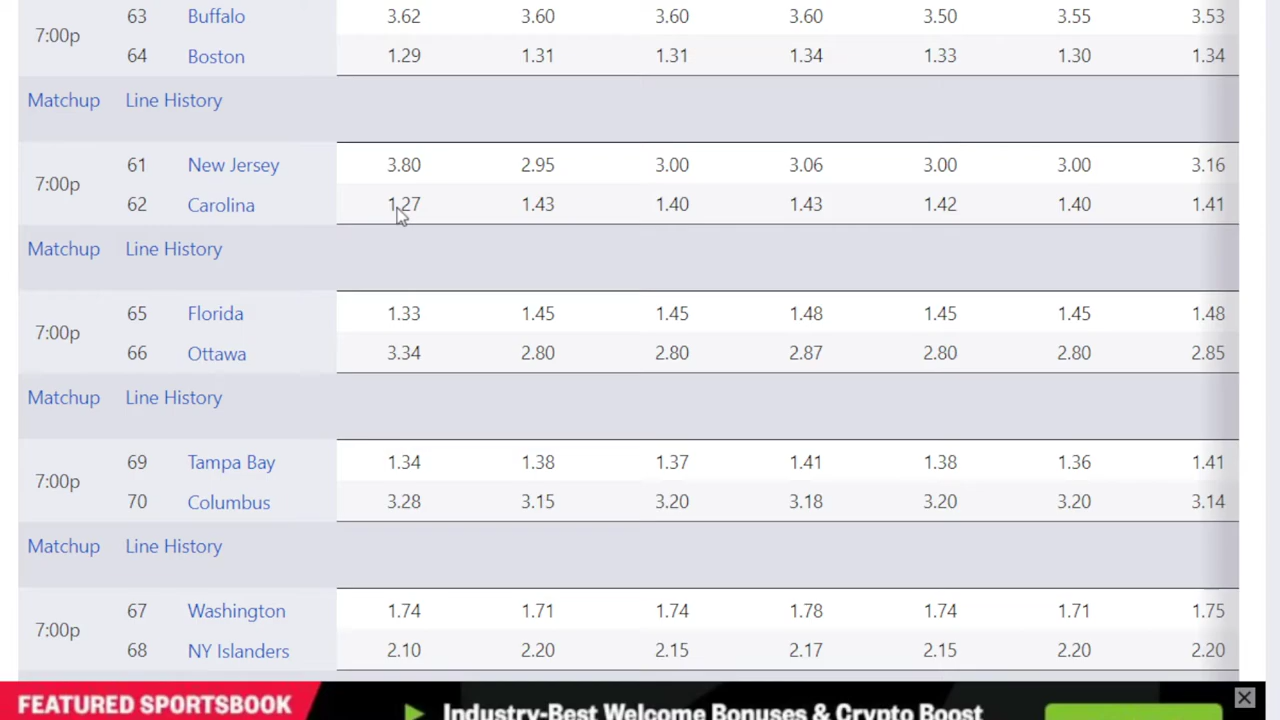 63 Buffalo 3.62 3.60 3.60 3.60 3.50 3.55 3.53
7:00p
64 Boston 1.29 1.31 1.31 1.34 1.33 1.30 1.34
Matchup Line History
61 New Jersey 3.80 2.95 3.00 3.06 3.00 3.00 3.16
7:00p
62 Carolina 1.27 1.43 1.40 1.43 1.42 1.40 1.41
Matchup Line History
65 Florida 1.33 1.45 1.45 1.48 1.45 1.45 1.48
7:00p
66 Ottawa 3.34 2.80 2.80 2.87 2.80 2.80 2.85
Matchup Line History
69 Tampa Bay 1.34 1.38 1.37 1.41 1.38 1.36 1.41
7:00p
70 Columbus 3.28 3.15 3.20 3.18 3.20 3.20 3.14
Matchup Line History
67 Washington 1.74 1.71 1.74 1.78 1.74 1.71 1.75
7:00p
68 NY Islanders 2.10 2.20 2.15 2.17 2.15 2.20 2.20
FEATURED SPORTSBOOK
Industry-Best Welcome Bonuses & Crypto Boost